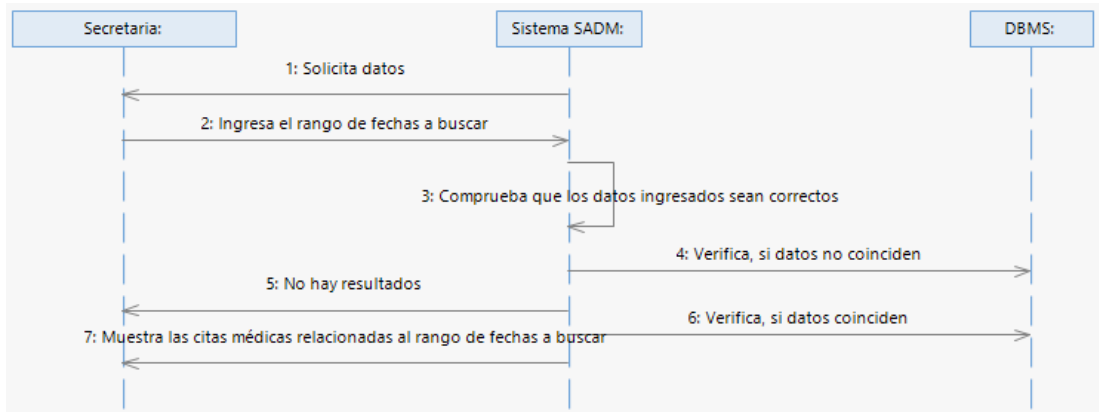 Secretaria:
Sistema SADM:
DBMS:
1: Solicita datos
2: Ingresa el rango de fechas a buscar
3: Comprueba que los datos ingresados sean correctos
4: Verifica, si datos no coinciden
5: No hay resultados
6: Verifica, si datos coinciden
7: Muestra las citas médicas relacionadas al rango de fechas a buscar